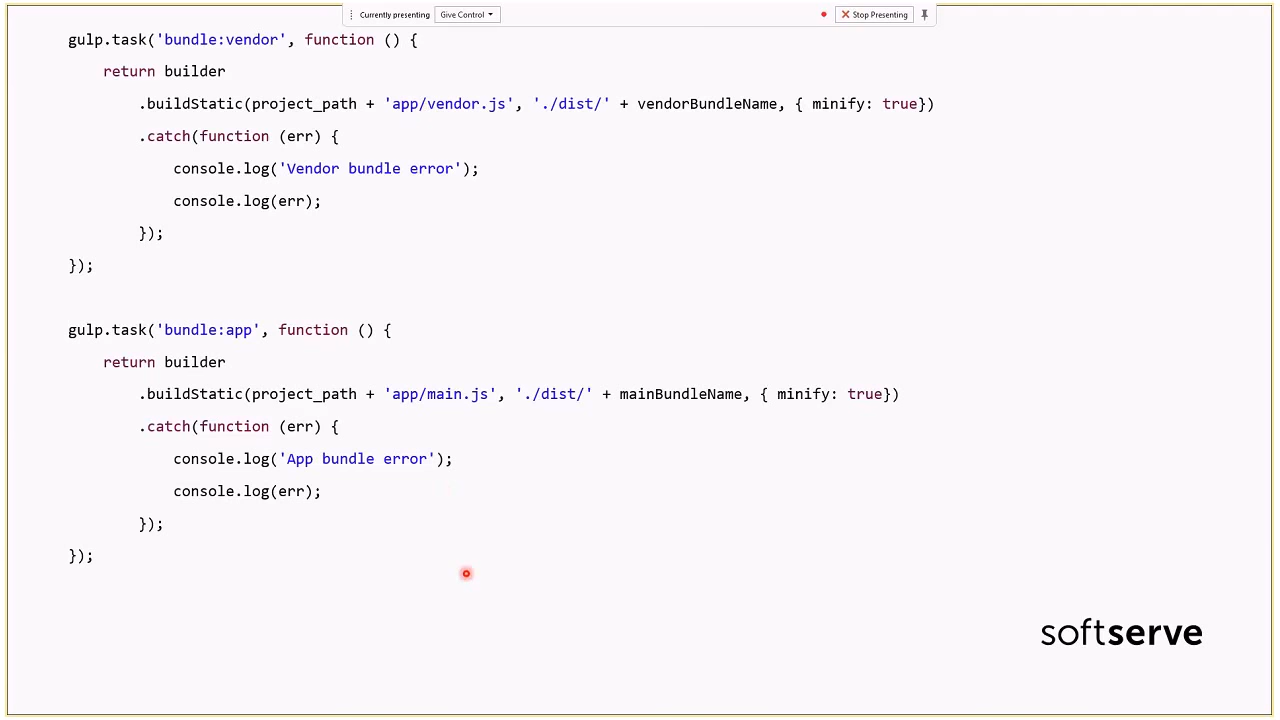 Currently presenting Give Control Stop Presenting
gulp.task('bundle:vendor', function () {
return builder
.buildStatic(project_path + 'app/vendor.js', './dist/' + vendorBundleName, { minify: true})
.catch(function (err) {
console.log('Vendor bundle error');
console.log(err);
});
});
gulp.task('bundle:app', function () {
return builder
.buildStatic(project_path + 'app/main.js', './dist/' + mainBundleName, { minify: true})
.catch(function (err) {
console.log('App bundle error');
console.log(err);
});
});
softserve